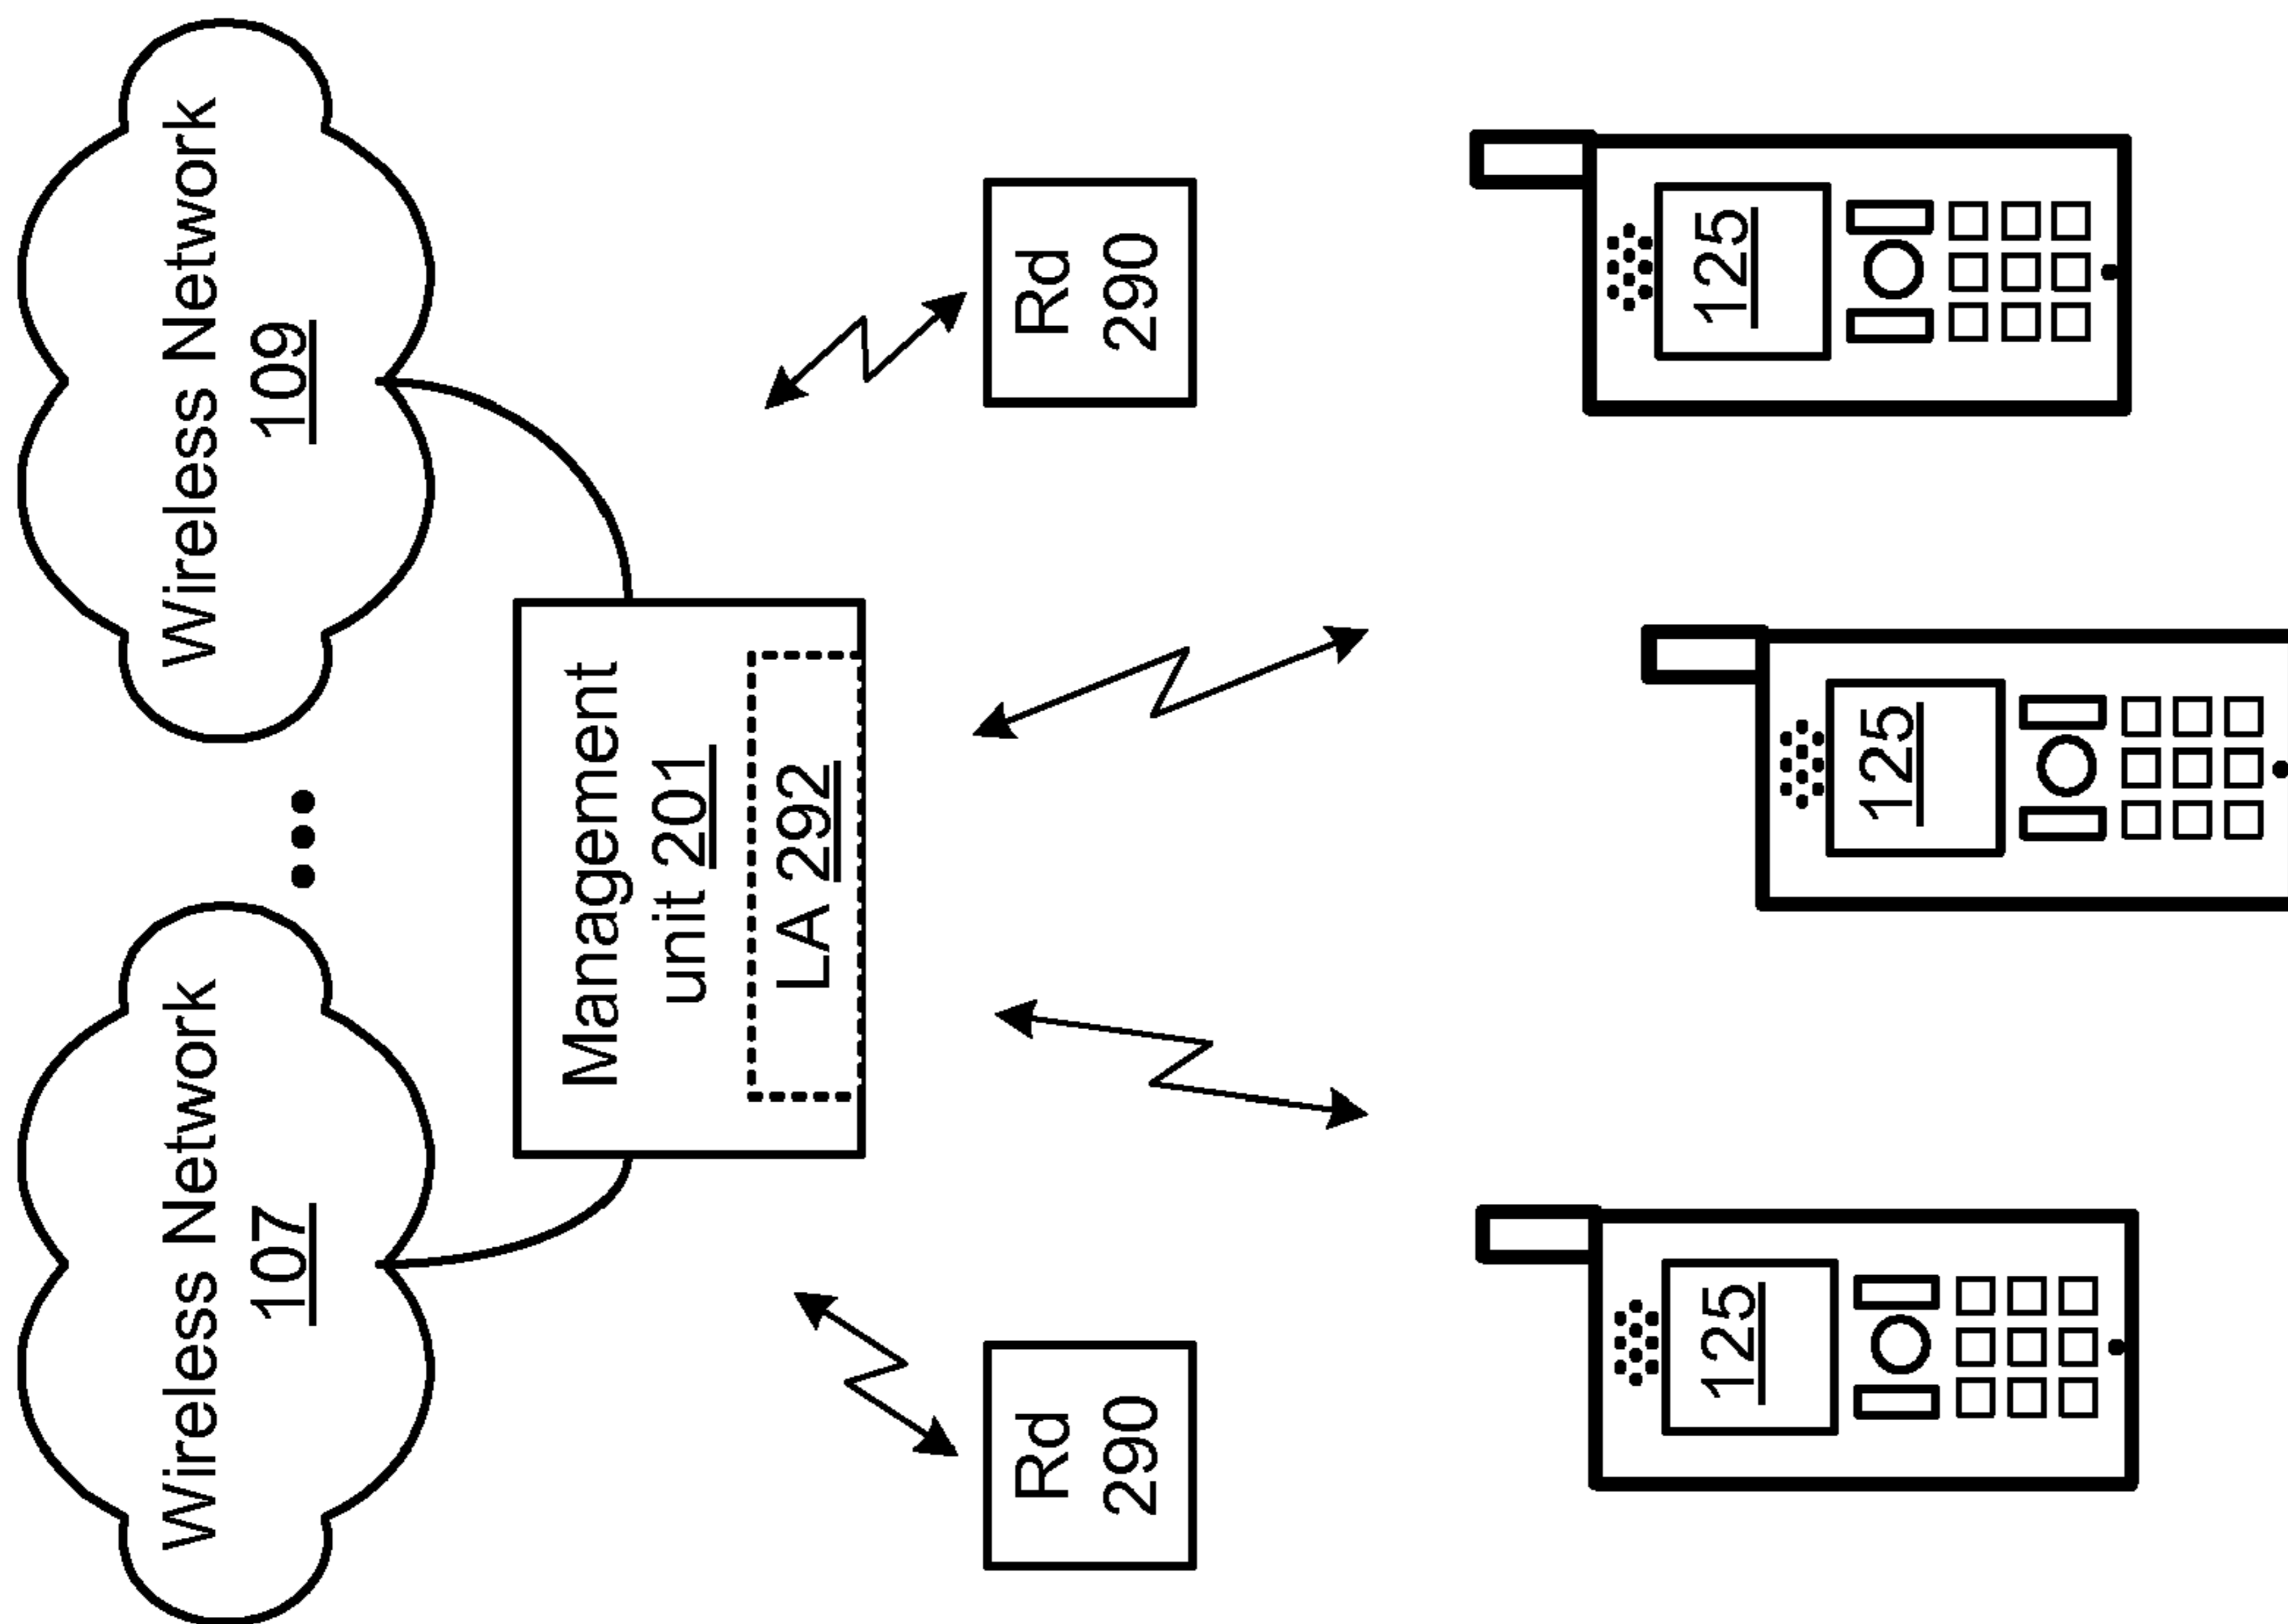 Wireless Network
107
Wireless Network
109
Management
unit 201
LA 292
Rd
290
Rd
290
125
125
125